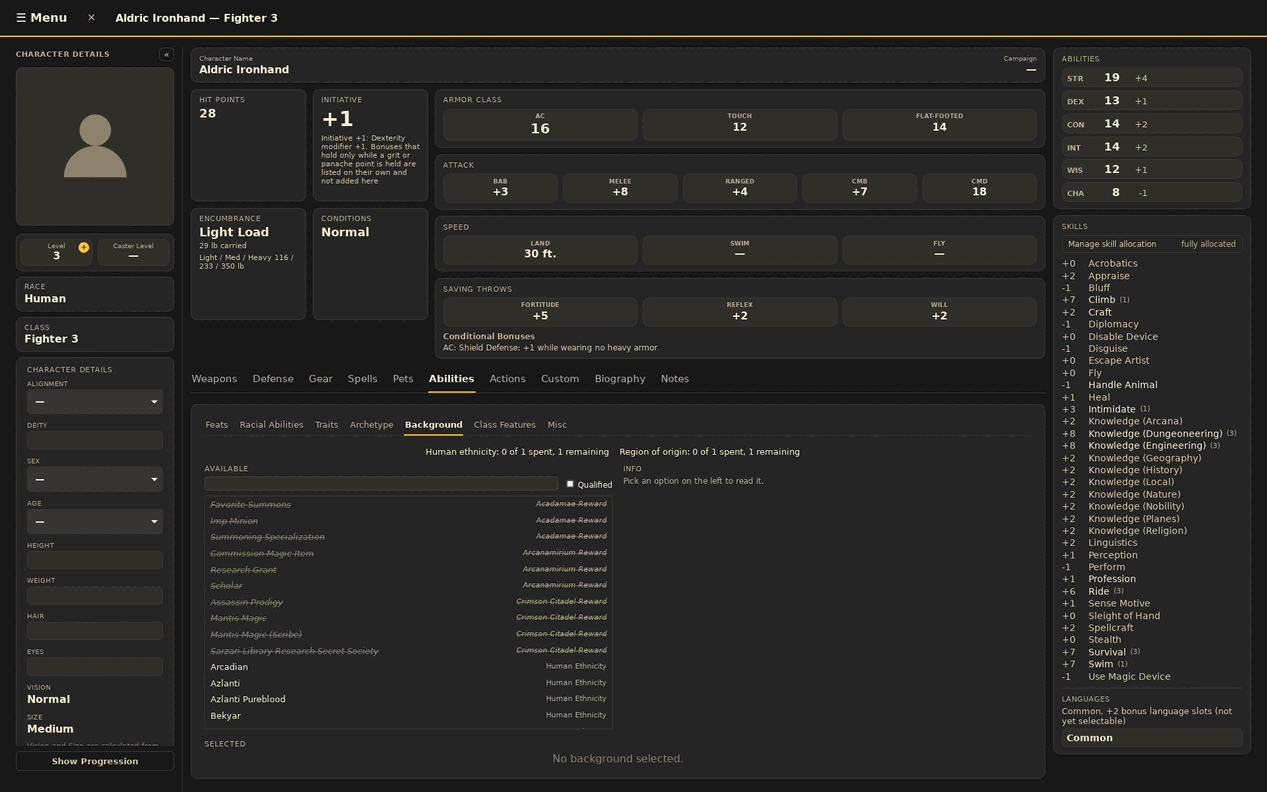 ☰ Menu × Aldric Ironhand — Fighter 3
CHARACTER DETAILS «
Level
3
+
Caster Level
—
RACE
Human
CLASS
Fighter 3
CHARACTER DETAILS
ALIGNMENT
—
DEITY
SEX
—
AGE
—
HEIGHT
WEIGHT
HAIR
EYES
VISION
Normal
SIZE
Medium
Vision and Size are calculated from
Show Progression
Character Name
Aldric Ironhand
Campaign
—
HIT POINTS
28
INITIATIVE
+1
Initiative +1: Dexterity
modifier +1. Bonuses that
hold only while a grit or
panache point is held are
listed on their own and
not added here
ENCUMBRANCE
Light Load
29 lb carried
Light / Med / Heavy 116 /
233 / 350 lb
CONDITIONS
Normal
ARMOR CLASS
AC
16
TOUCH
12
FLAT-FOOTED
14
ATTACK
BAB
+3
MELEE
+8
RANGED
+4
CMB
+7
CMD
18
SPEED
LAND
30 ft.
SWIM
—
FLY
—
SAVING THROWS
FORTITUDE
+5
REFLEX
+2
WILL
+2
Conditional Bonuses
AC: Shield Defense: +1 while wearing no heavy armor
Weapons Defense Gear Spells Pets Abilities Actions Custom Biography Notes
Feats Racial Abilities Traits Archetype Background Class Features Misc
Human ethnicity: 0 of 1 spent, 1 remaining Region of origin: 0 of 1 spent, 1 remaining
AVAILABLE
Qualified
Favorite Summons Acadamae Reward
Imp Minion Acadamae Reward
Summoning Specialization Acadamae Reward
Commission Magic Item Arcanamirium Reward
Research Grant Arcanamirium Reward
Scholar Arcanamirium Reward
Assassin Prodigy Crimson Citadel Reward
Mantis Magic Crimson Citadel Reward
Mantis Magic (Scribe) Crimson Citadel Reward
Sarzari Library Research Secret Society Crimson Citadel Reward
Arcadian Human Ethnicity
Azlanti Human Ethnicity
Azlanti Pureblood Human Ethnicity
Bekyar Human Ethnicity
INFO
Pick an option on the left to read it.
SELECTED
No background selected.
ABILITIES
STR 19 +4
DEX 13 +1
CON 14 +2
INT 14 +2
WIS 12 +1
CHA 8 -1
SKILLS
Manage skill allocation fully allocated
+0 Acrobatics
+2 Appraise
-1 Bluff
+7 Climb (1)
+2 Craft
-1 Diplomacy
+0 Disable Device
-1 Disguise
+0 Escape Artist
+0 Fly
-1 Handle Animal
+1 Heal
+3 Intimidate (1)
+2 Knowledge (Arcana)
+8 Knowledge (Dungeoneering) (3)
+8 Knowledge (Engineering) (3)
+2 Knowledge (Geography)
+2 Knowledge (History)
+2 Knowledge (Local)
+2 Knowledge (Nature)
+2 Knowledge (Nobility)
+2 Knowledge (Planes)
+2 Knowledge (Religion)
+2 Linguistics
+1 Perception
-1 Perform
+1 Profession
+6 Ride (3)
+1 Sense Motive
+0 Sleight of Hand
+2 Spellcraft
+0 Stealth
+7 Survival (3)
+7 Swim (1)
-1 Use Magic Device
LANGUAGES
Common, +2 bonus language slots (not
yet selectable)
Common